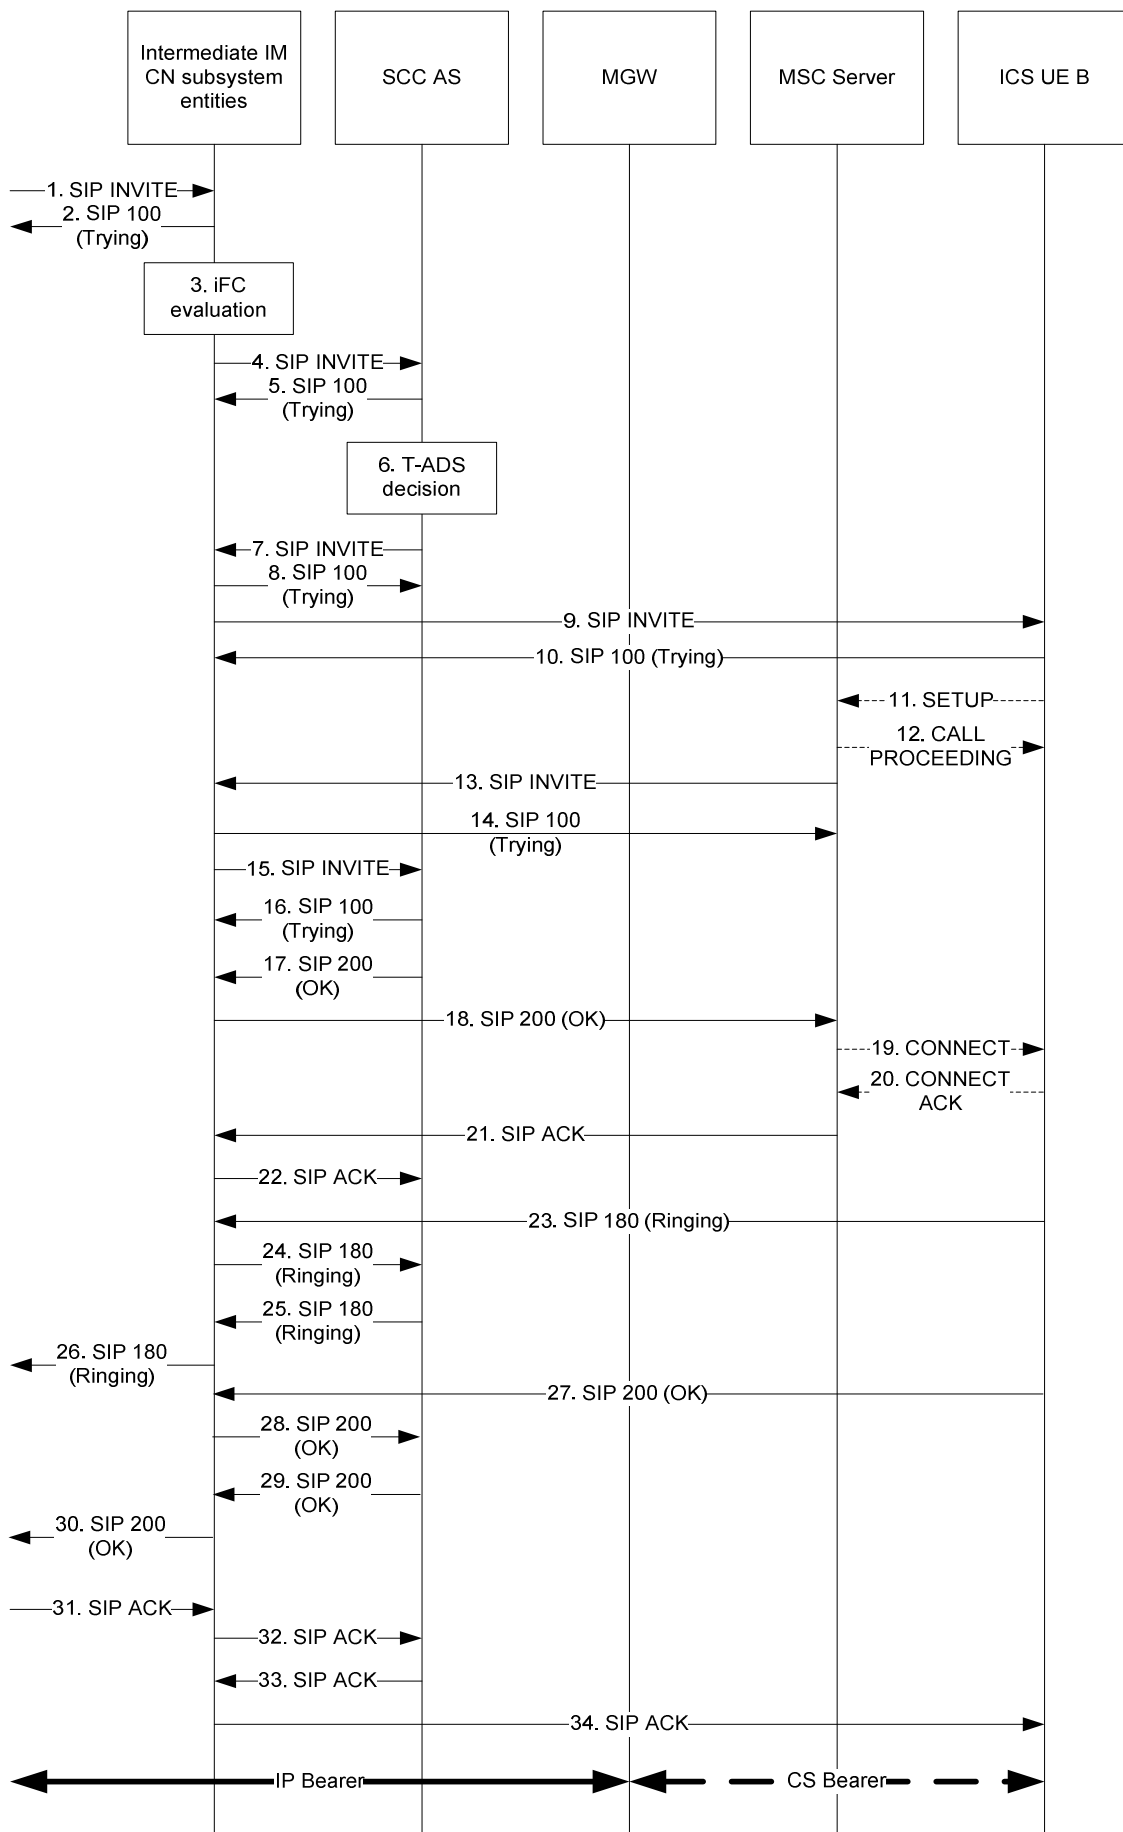 Intermediate IM
CN subsystem
entities
SCC AS
MGW
MSC Server
ICS UE B
1. SIP INVITE
2. SIP 100
(Trying)
3. iFC
evaluation
4. SIP INVITE
5. SIP 100
(Trying)
6. T-ADS
decision
7. SIP INVITE
8. SIP 100
(Trying)
9. SIP INVITE
10. SIP 100 (Trying)
11. SETUP
12. CALL
PROCEEDING
13. SIP INVITE
14. SIP 100
(Trying)
15. SIP INVITE
16. SIP 100
(Trying)
17. SIP 200
(OK)
18. SIP 200 (OK)
19. CONNECT
20. CONNECT
ACK
21. SIP ACK
22. SIP ACK
23. SIP 180 (Ringing)
24. SIP 180
(Ringing)
25. SIP 180
(Ringing)
26. SIP 180
(Ringing)
27. SIP 200 (OK)
28. SIP 200
(OK)
29. SIP 200
(OK)
30. SIP 200
(OK)
31. SIP ACK
32. SIP ACK
33. SIP ACK
34. SIP ACK
IP Bearer
CS Bearer